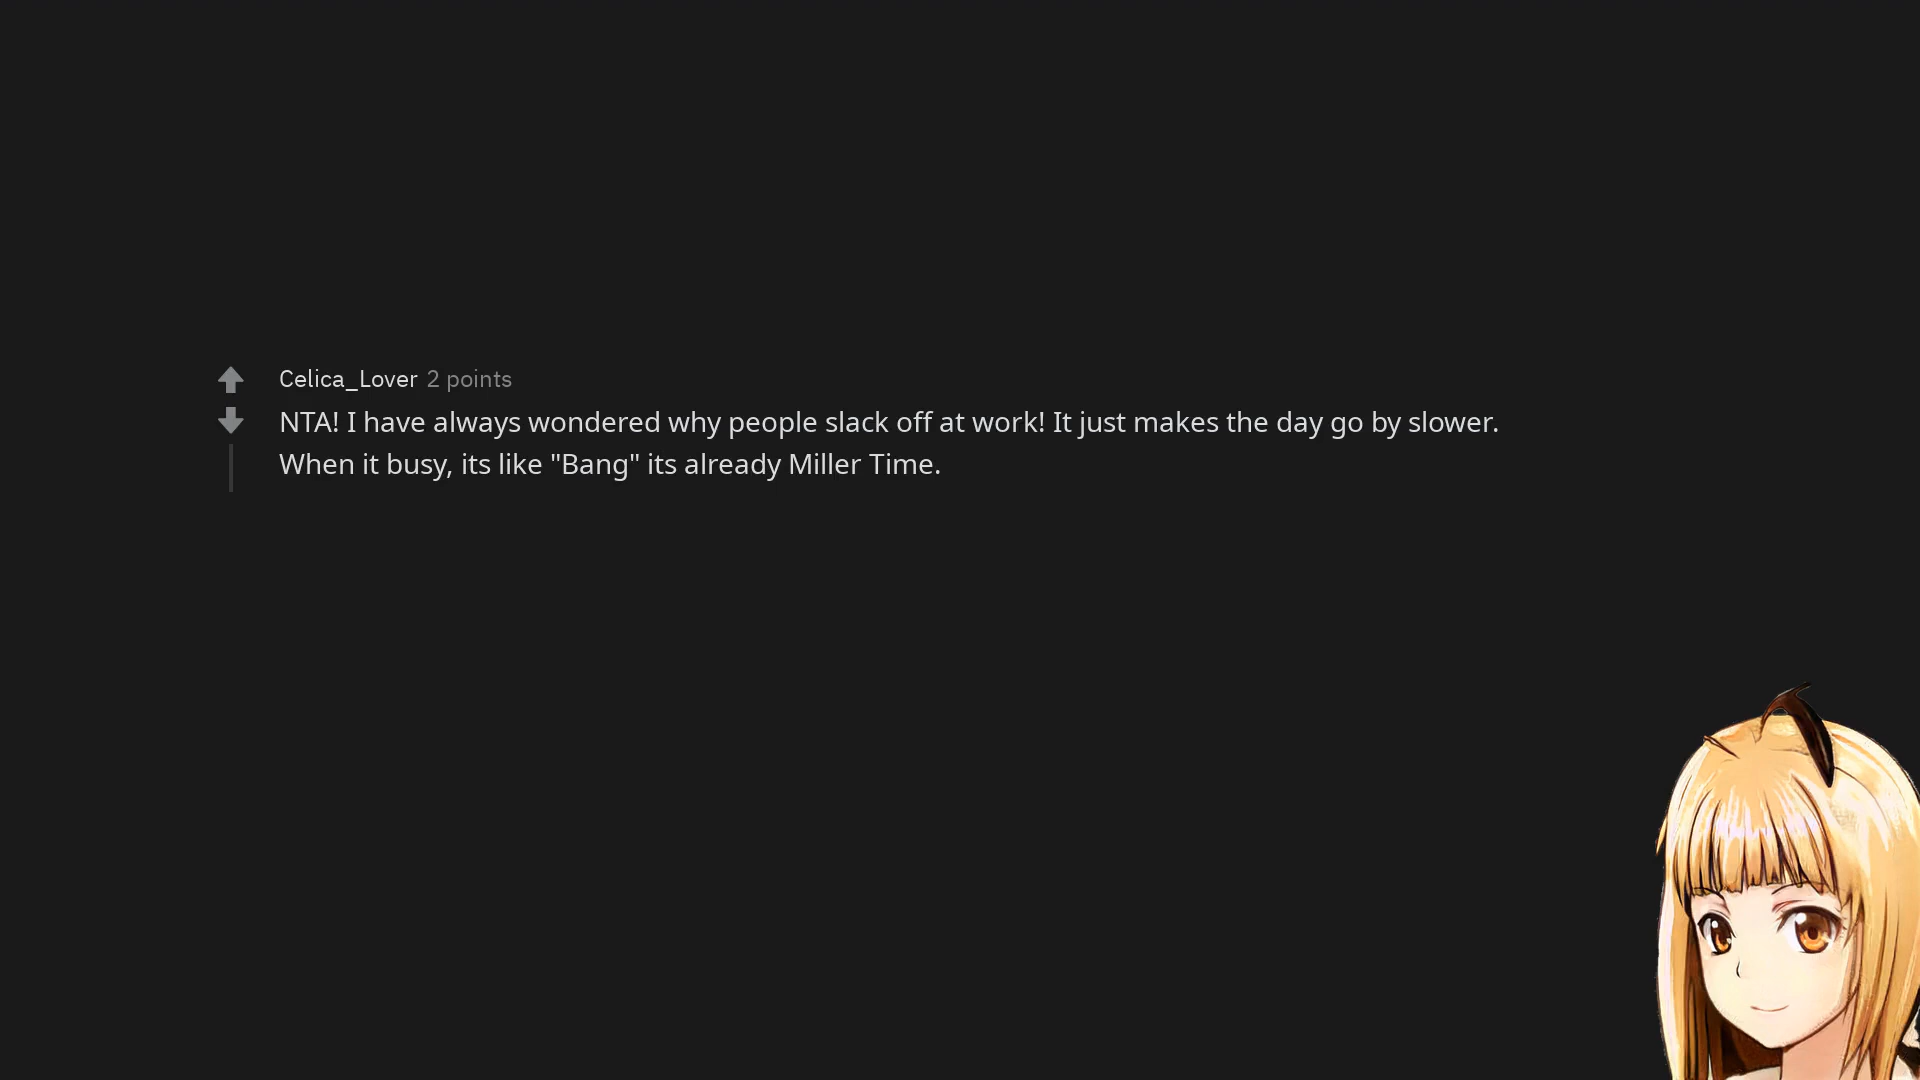 Celica_Lover 2 points
NTA! I have always wondered why people slack off at work! It just makes the day go by slower.
When it busy, its like "Bang" its already Miller Time.